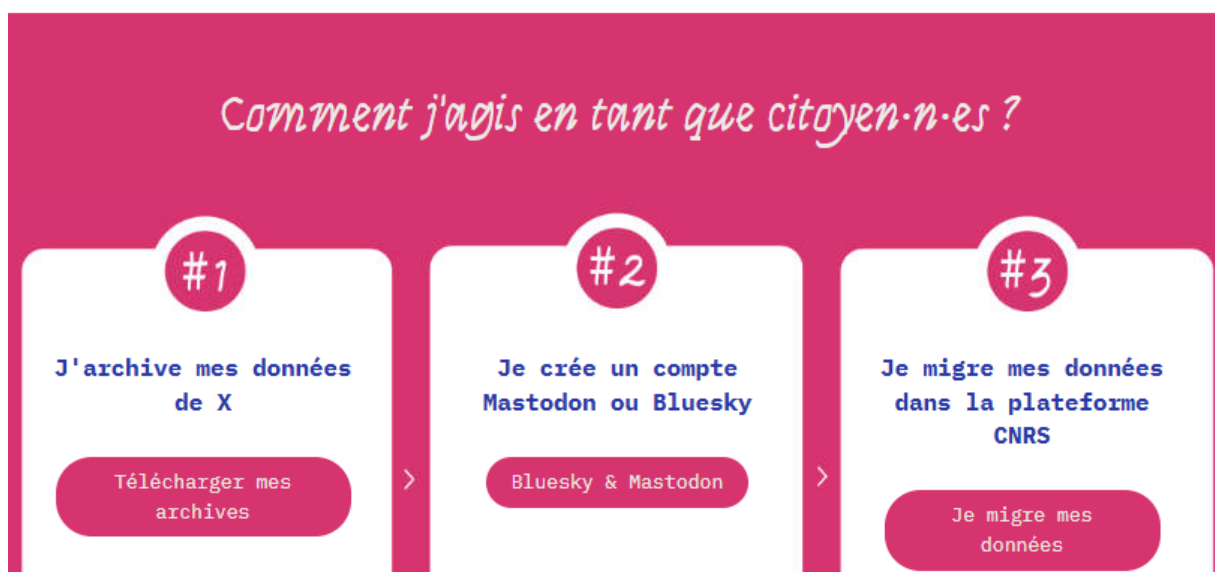 Comment j'agis en tant que citoyen·n·es ?
#1
J'archive mes données
de X
Télécharger mes
archives
#2
Je crée un compte
Mastodon ou Bluesky
Bluesky & Mastodon
#3
Je migre mes données
dans la plateforme
CNRS
Je migre mes
données